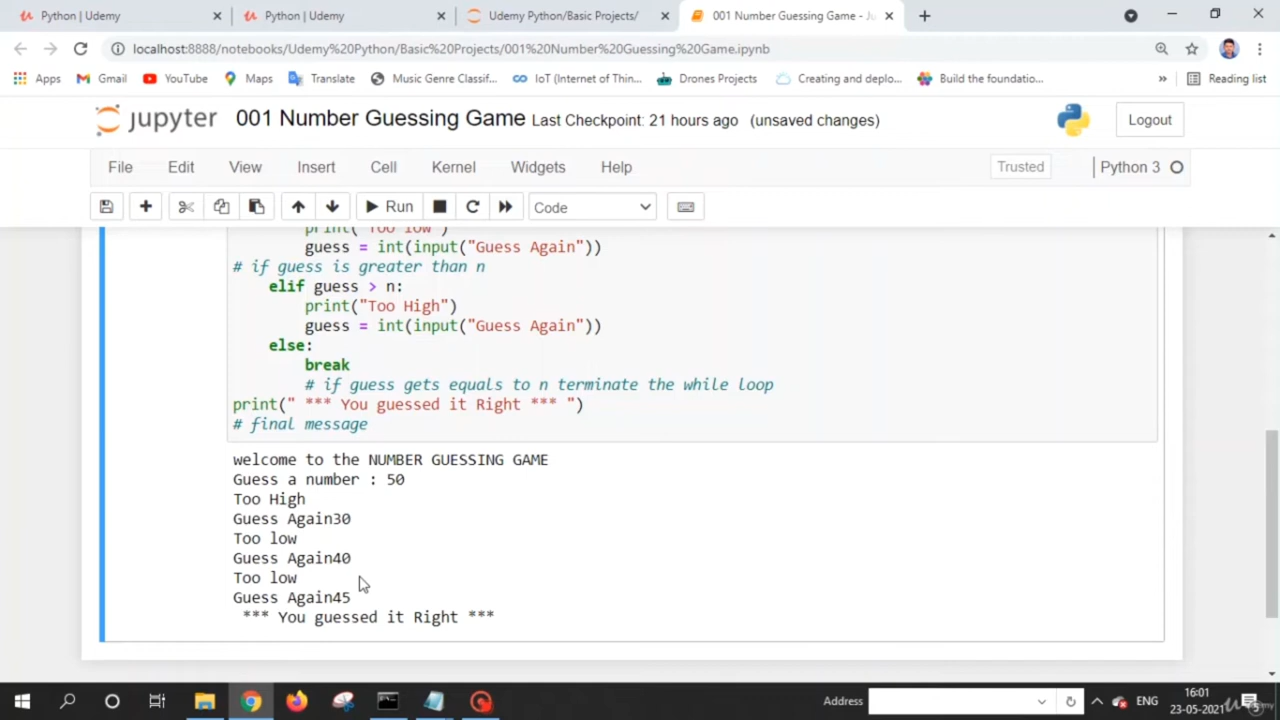 Python | Udemy
Python | Udemy
Udemy Python/Basic Projects/
001 Number Guessing Game - Ju
localhost:8888/notebooks/Udemy%20Python/Basic%20Projects/001%20Number%20Guessing%20Game.ipynb
Apps
Gmail
YouTube
Maps
Translate
Music Genre Classif...
IoT (Internet of Thin...
Drones Projects
Creating and deplo...
Build the foundatio...
»
Reading list
jupyter
001 Number Guessing Game Last Checkpoint: 21 hours ago (unsaved changes)
Logout
File Edit View Insert Cell Kernel Widgets Help
Trusted
Python 3
Run
Code
print("Too low")
guess = int(input("Guess Again"))
# if guess is greater than n
elif guess > n:
print("Too High")
guess = int(input("Guess Again"))
else:
break
# if guess gets equals to n terminate the while loop
print(" *** You guessed it Right *** ")
# final message
welcome to the NUMBER GUESSING GAME
Guess a number : 50
Too High
Guess Again30
Too low
Guess Again40
Too low
Guess Again45
*** You guessed it Right ***
Address
ENG
16:01
23-05-2021